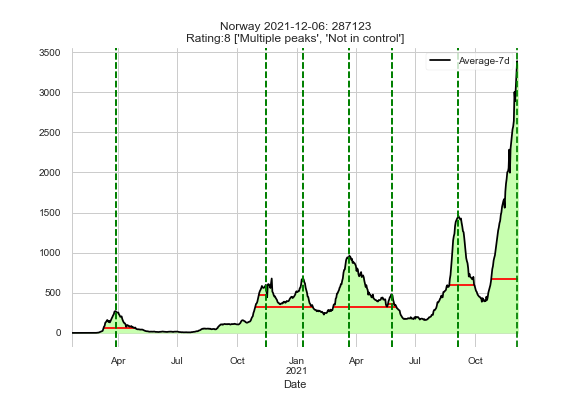 Norway 2021-12-06: 287123
Rating:8 ['Multiple peaks', 'Not in control']
Average-7d
3500
3000
2500
2000
1500
1000
500
0
Apr Jul Oct Jan Apr Jul Oct
2021
Date